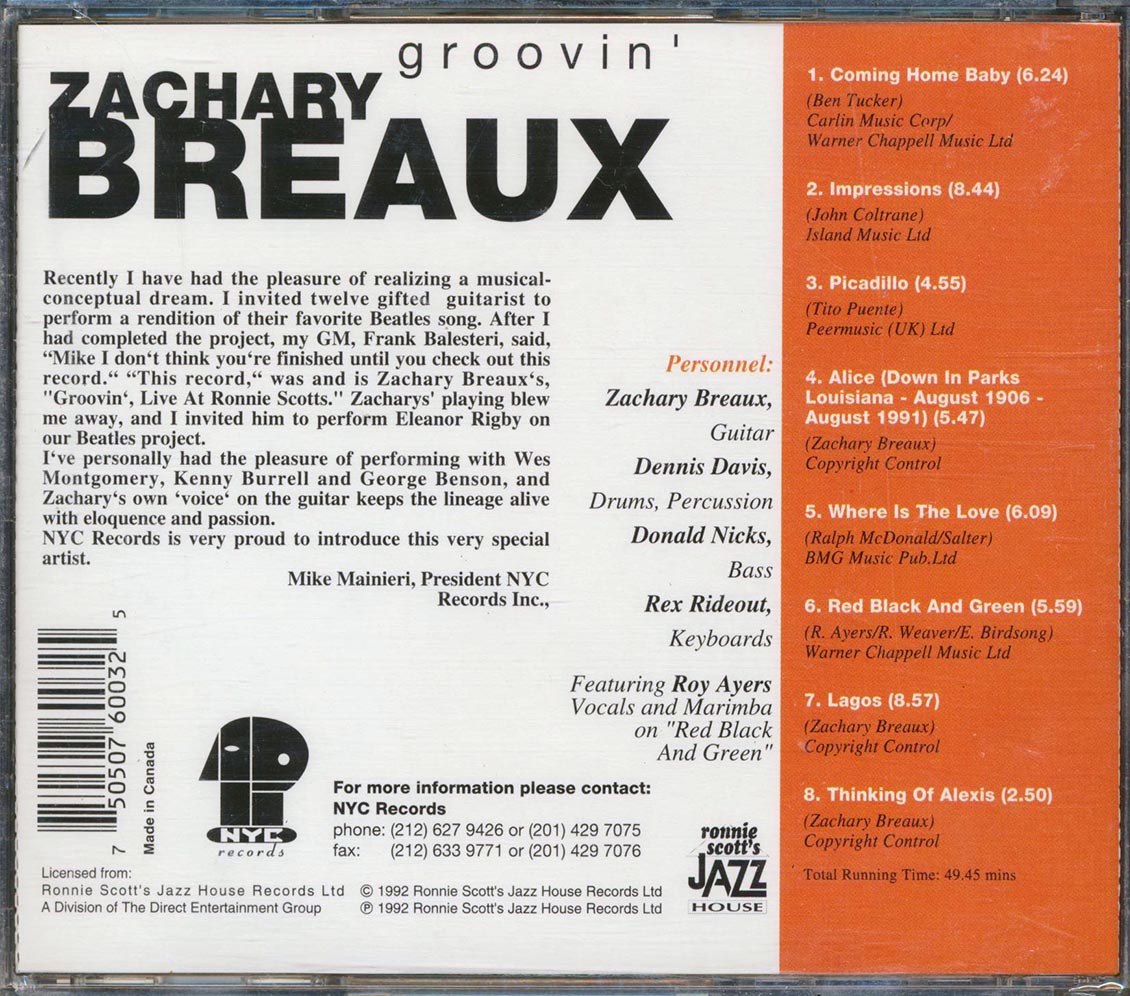 groovin'
ZACHARY
BREAUX
Recently I have had the pleasure of realizing a musical-
conceptual dream. I invited twelve gifted guitarist to
perform a rendition of their favorite Beatles song. After I
had completed the project, my GM, Frank Balesteri, said,
“Mike I don‘t think you‘re finished until you check out this
record.“ “This record,“ was and is Zachary Breaux‘s,
"Groovin‘, Live At Ronnie Scotts." Zacharys' playing blew
me away, and I invited him to perform Eleanor Rigby on
our Beatles project.
I‘ve personally had the pleasure of performing with Wes
Montgomery, Kenny Burrell and George Benson, and
Zachary‘s own ‘voice‘ on the guitar keeps the lineage alive
with eloquence and passion.
NYC Records is very proud to introduce this very special
artist.
Mike Mainieri, President NYC
Records Inc.,
Personnel:
Zachary Breaux,
Guitar
Dennis Davis,
Drums, Percussion
Donald Nicks,
Bass
Rex Rideout,
Keyboards
Featuring Roy Ayers
Vocals and Marimba
on "Red Black
And Green"
7 50507 60032 5
Made in Canada
NYC
records
For more information please contact:
NYC Records
phone: (212) 627 9426 or (201) 429 7075
fax: (212) 633 9771 or (201) 429 7076
Licensed from:
Ronnie Scott's Jazz House Records Ltd
A Division of The Direct Entertainment Group
© 1992 Ronnie Scott's Jazz House Records Ltd
℗ 1992 Ronnie Scott's Jazz House Records Ltd
ronnie
scott's
JAZZ
HOUSE
1. Coming Home Baby (6.24)
(Ben Tucker)
Carlin Music Corp/
Warner Chappell Music Ltd
2. Impressions (8.44)
(John Coltrane)
Island Music Ltd
3. Picadillo (4.55)
(Tito Puente)
Peermusic (UK) Ltd
4. Alice (Down In Parks
Louisiana - August 1906 -
August 1991) (5.47)
(Zachary Breaux)
Copyright Control
5. Where Is The Love (6.09)
(Ralph McDonald/Salter)
BMG Music Pub.Ltd
6. Red Black And Green (5.59)
(R. Ayers/R. Weaver/E. Birdsong)
Warner Chappell Music Ltd
7. Lagos (8.57)
(Zachary Breaux)
Copyright Control
8. Thinking Of Alexis (2.50)
(Zachary Breaux)
Copyright Control
Total Running Time: 49.45 mins